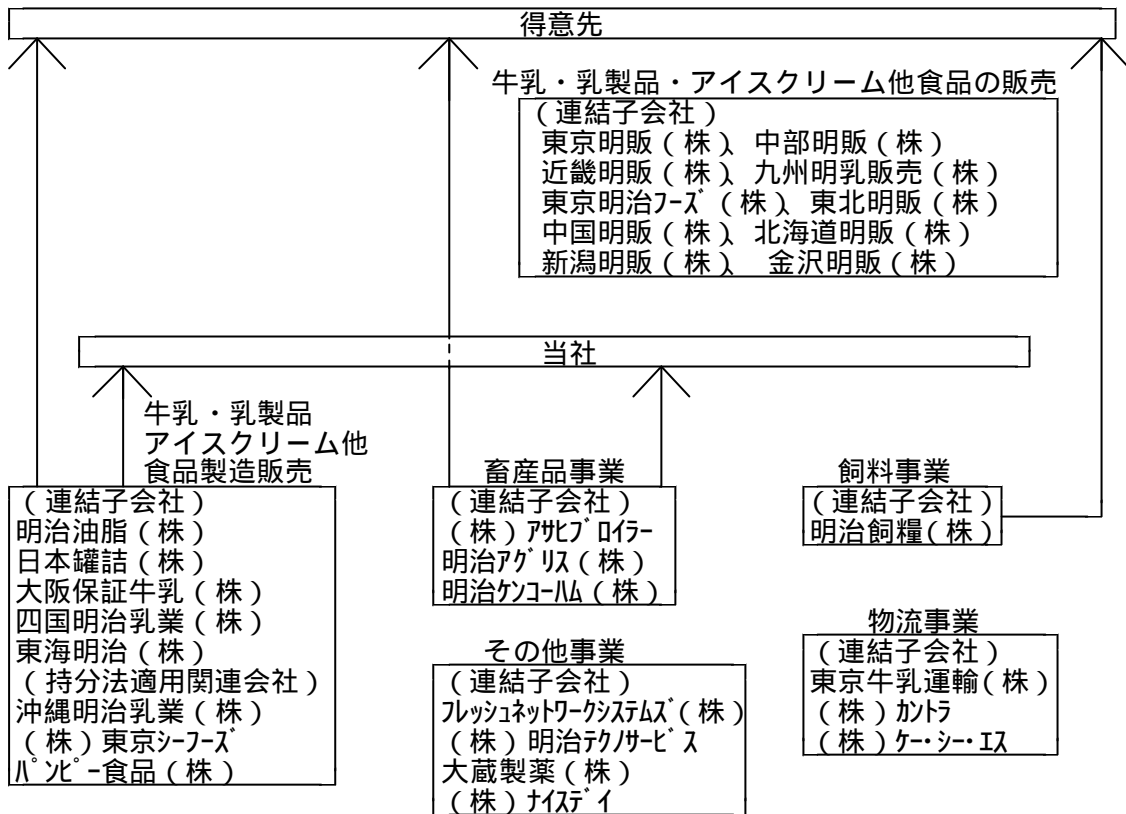 得意先
牛乳・乳製品・アイスクリーム他食品の販売
(連結子会社)
東京明販(株)、中部明販(株)
近畿明販(株)、九州明乳販売(株)
東京明治フーズ(株)、東北明販(株)
中国明販(株)、北海道明販(株)
新潟明販(株)、金沢明販(株)
当社
牛乳・乳製品
アイスクリーム他
食品製造販売
(連結子会社)
明治油脂(株)
日本罐詰(株)
大阪保証牛乳(株)
四国明治乳業(株)
東海明治(株)
(持分法適用関連会社)
沖縄明治乳業(株)
(株)東京シーフーズ
パンピー食品(株)
畜産品事業
(連結子会社)
(株)アサヒブロイラー
明治アグリス(株)
明治ケンコーハム(株)
飼料事業
(連結子会社)
明治飼糧(株)
その他事業
(連結子会社)
フレッシュネットワークシステムズ(株)
(株)明治テクノサービス
大蔵製薬(株)
(株)ナイスデイ
物流事業
(連結子会社)
東京牛乳運輸(株)
(株)カントラ
(株)ケー・シー・エス